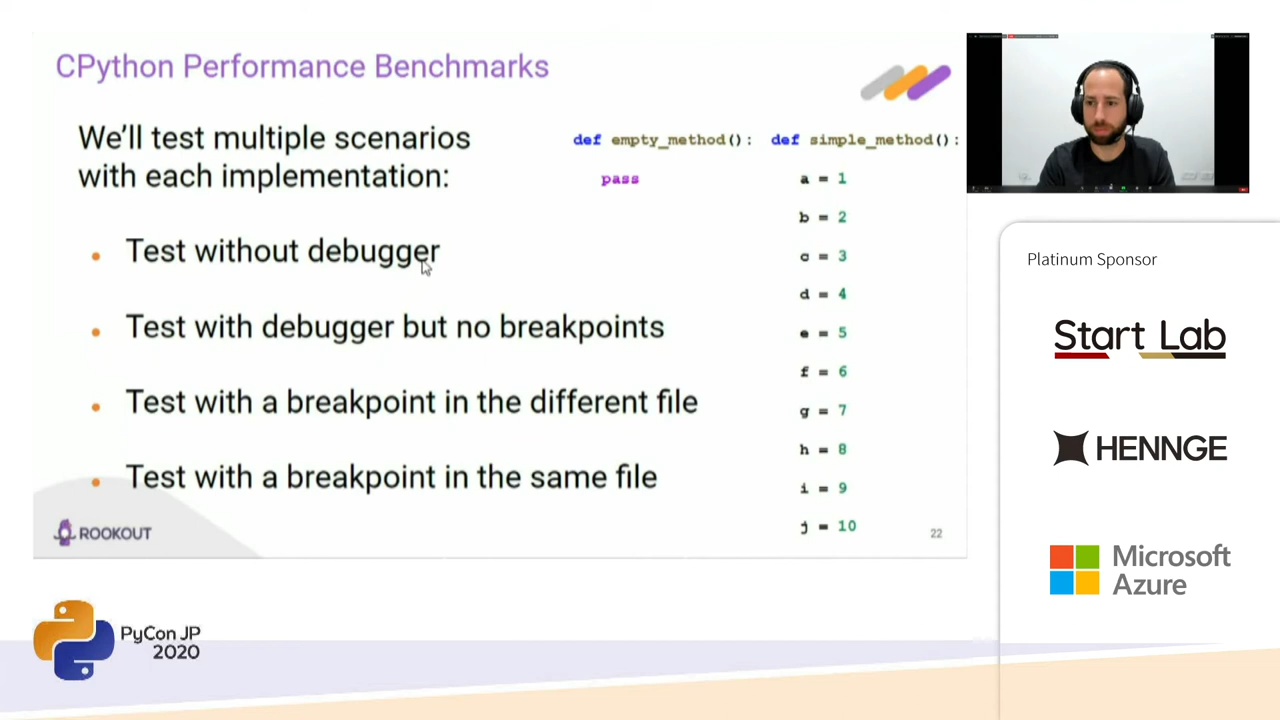 CPython Performance Benchmarks
We'll test multiple scenarios
with each implementation:
• Test without debugger
• Test with debugger but no breakpoints
• Test with a breakpoint in the different file
• Test with a breakpoint in the same file
def empty_method():
pass
def simple_method():
a = 1
b = 2
c = 3
d = 4
e = 5
f = 6
g = 7
h = 8
i = 9
j = 10
ROOKOUT
22
Platinum Sponsor
Start Lab
HENNGE
Microsoft
Azure
PyCon JP
2020